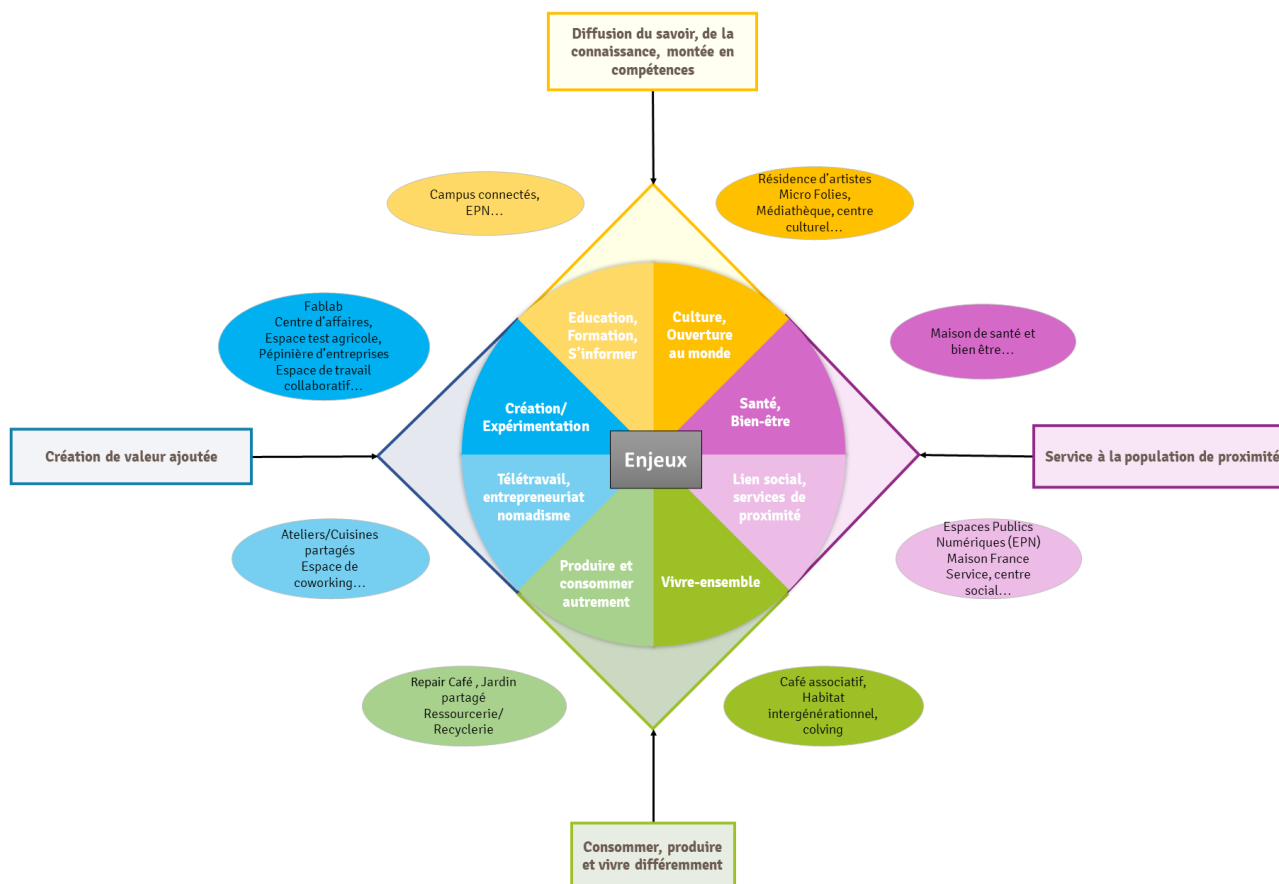 Diffusion du savoir, de la
connaissance, montée en
compétences
Campus connectés,
EPN…
Résidence d'artistes
Micro Folies,
Médiathèque, centre
culturel…
Fablab
Centre d'affaires,
Espace test agricole,
Pépinière d'entreprises
Espace de travail
collaboratif…
Education,
Formation,
S'informer
Culture,
Ouverture
au monde
Maison de santé et
bien être…
Création/
Expérimentation
Santé,
Bien-être
Création de valeur ajoutée
Enjeux
Service à la population de proximité
Télétravail,
entrepreneuriat
nomadisme
Lien social,
services de
proximité
Ateliers/Cuisines
partagés
Espace de
coworking…
Espaces Publics
Numériques (EPN)
Maison France
Service, centre
social…
Produire et
consommer
autrement
Vivre-ensemble
Repair Café , Jardin
partagé
Ressourcerie/
Recyclerie
Café associatif,
Habitat
intergénérationnel,
colving
Consommer, produire
et vivre différemment